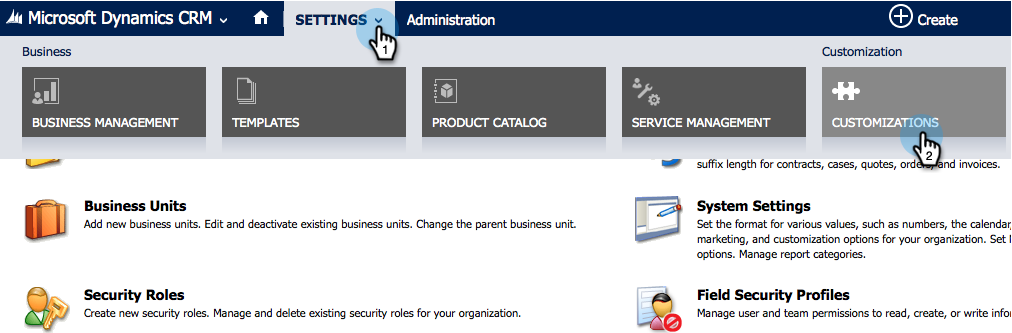 Microsoft Dynamics CRM SETTINGS Administration Create
1
Business Customization
BUSINESS MANAGEMENT TEMPLATES PRODUCT CATALOG SERVICE MANAGEMENT CUSTOMIZATIONS
2
suffix length for contracts, cases, quotes, orders, and invoices.
Business Units
Add new business units. Edit and deactivate existing business units. Change the parent business unit.
System Settings
Set the format for various values, such as numbers, the calendar,
marketing, and customization options for your organization. Set
options. Manage report categories.
Security Roles
Create new security roles. Manage and delete existing security roles for your organization.
Field Security Profiles
Manage user and team permissions to read, create, or write